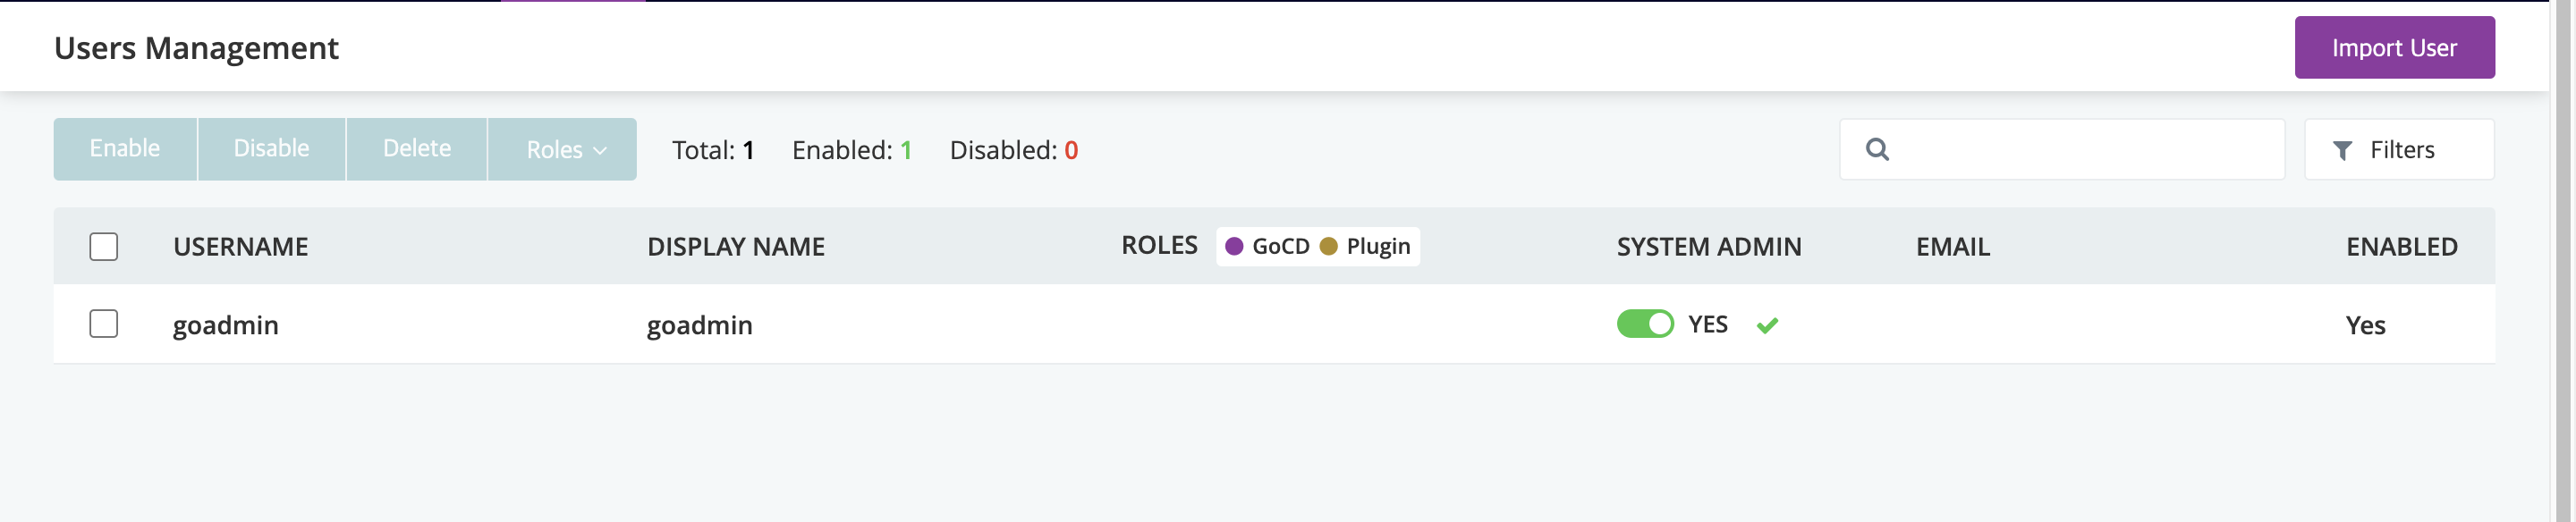 Users Management
Import User
Enable Disable Delete Roles Total: 1 Enabled: 1 Disabled: 0 Filters
USERNAME DISPLAY NAME ROLES GoCD Plugin SYSTEM ADMIN EMAIL ENABLED
goadmin goadmin YES Yes